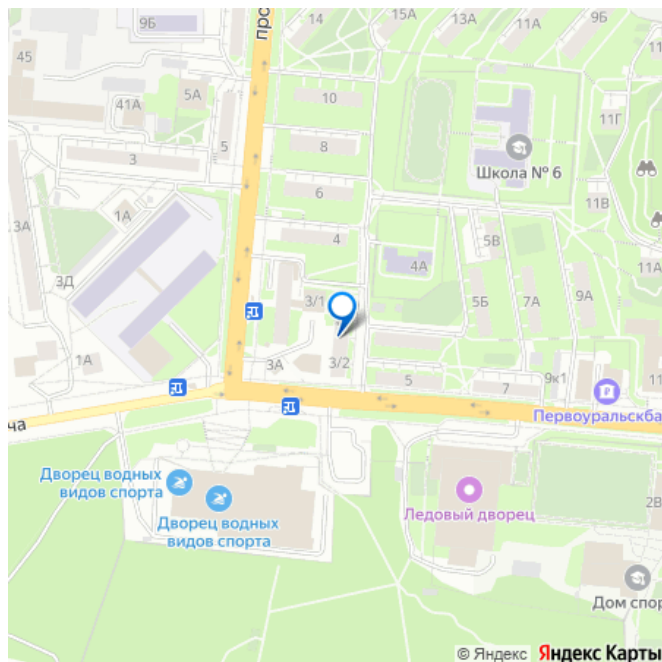 9Б
про
14
15А
13А
11А
9Б
11
45
41А
5А
10
11Г
5
8
3
Школа № 6
6
11В
1А
3А
4
5В
4А
11А
3Д
3/1
5Б
7А
9А
3А
3/2
1А
5
7
9к1
Первоуральскба
ча
Дворец водных
видов спорта
Дворец водных
видов спорта
Ледовый дворец
2В
Дом спор
© Яндекс Яндекс Карты